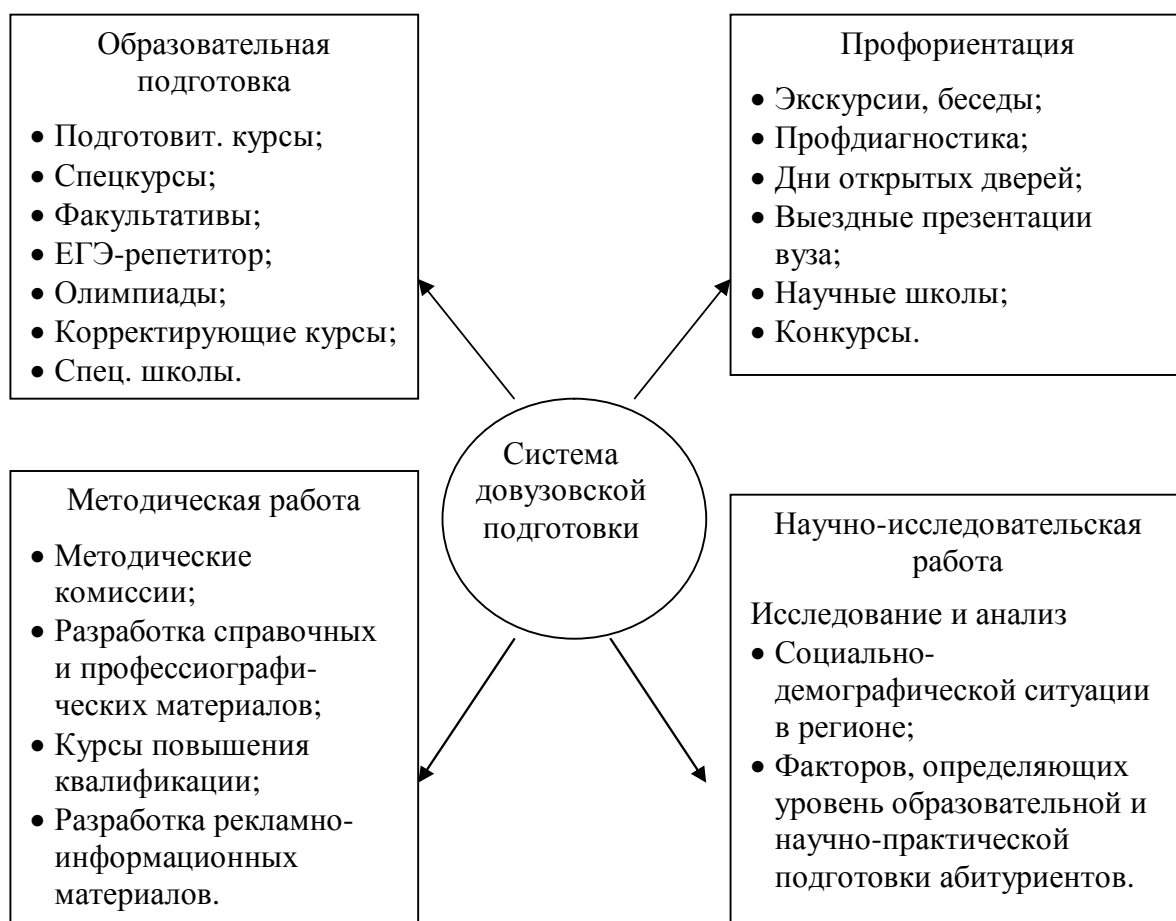 Образовательная
подготовка
• Подготовит. курсы;
• Спецкурсы;
• Факультативы;
• ЕГЭ-репетитор;
• Олимпиады;
• Корректирующие курсы;
• Спец. школы.
Профориентация
• Экскурсии, беседы;
• Профдиагностика;
• Дни открытых дверей;
• Выездные презентации
вуза;
• Научные школы;
• Конкурсы.
Система
довузовской
подготовки
Методическая работа
• Методические
комиссии;
• Разработка справочных
и профессиографи-
ческих материалов;
• Курсы повышения
квалификации;
• Разработка рекламно-
информационных
материалов.
Научно-исследовательская
работа
Исследование и анализ
• Социально-
демографической ситуации
в регионе;
• Факторов, определяющих
уровень образовательной и
научно-практической
подготовки абитуриентов.